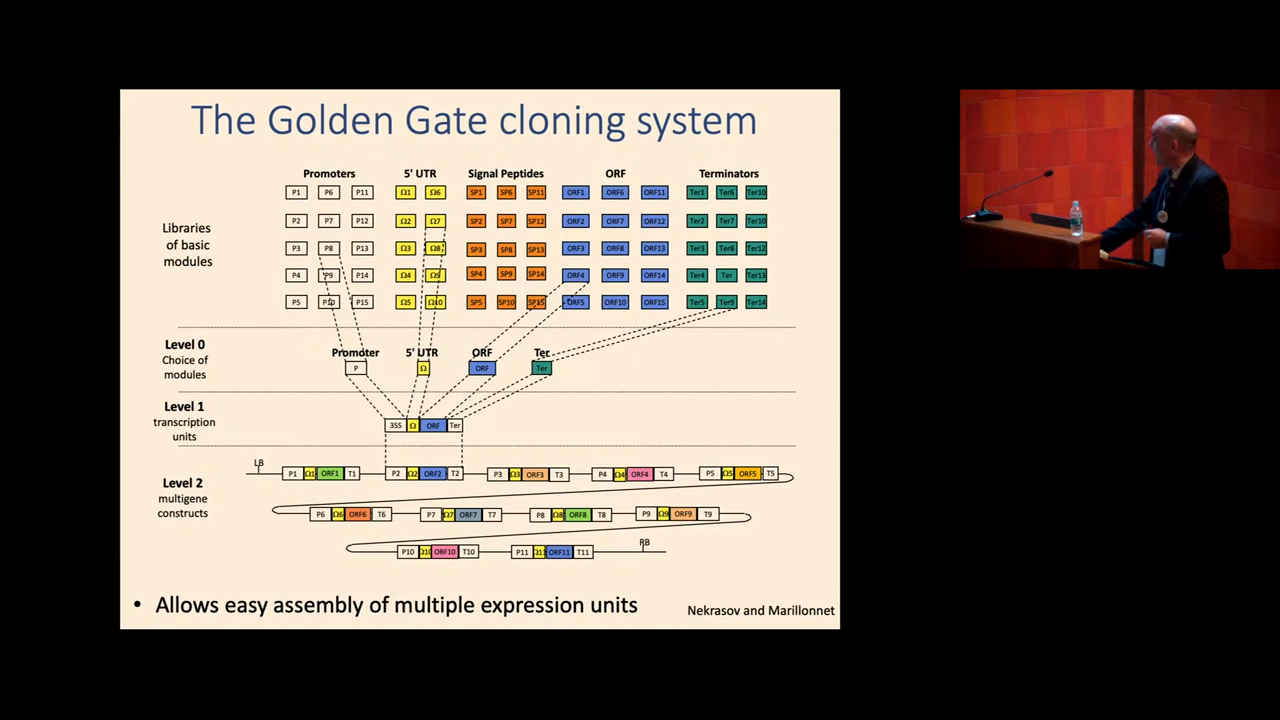 The Golden Gate cloning system
Promoters 5' UTR Signal Peptides ORF Terminators
P1 P6 P11 Ω1 Ω6 SP1 SP6 SP11 ORF1 ORF6 ORF11 Ter1 Ter6 Ter10
P2 P7 P12 Ω2 Ω7 SP2 SP7 SP12 ORF2 ORF7 ORF12 Ter2 Ter7 Ter10
P3 P8 P13 Ω3 Ω8 SP3 SP8 SP13 ORF3 ORF8 ORF13 Ter3 Ter8 Ter12
P4 P9 P14 Ω4 Ω9 SP4 SP9 SP14 ORF4 ORF9 ORF14 Ter4 Ter Ter13
P5 P10 P15 Ω5 Ω10 SP5 SP10 SP15 ORF5 ORF10 ORF15 Ter5 Ter9 Ter14
Libraries
of basic
modules
Level 0
Choice of
modules
Promoter 5' UTR ORF Ter
P Ω ORF Ter
Level 1
transcription
units
35S Ω ORF Ter
Level 2
multigene
constructs
LB
P1 Ω1 ORF1 T1 P2 Ω2 ORF2 T2 P3 Ω3 ORF3 T3 P4 Ω4 ORF4 T4 P5 Ω5 ORF5 T5
P6 Ω6 ORF6 T6 P7 Ω7 ORF7 T7 P8 Ω8 ORF8 T8 P9 Ω9 ORF9 T9
P10 Ω10 ORF10 T10 P11 Ω11 ORF11 T11
RB
• Allows easy assembly of multiple expression units
Nekrasov and Marillonnet